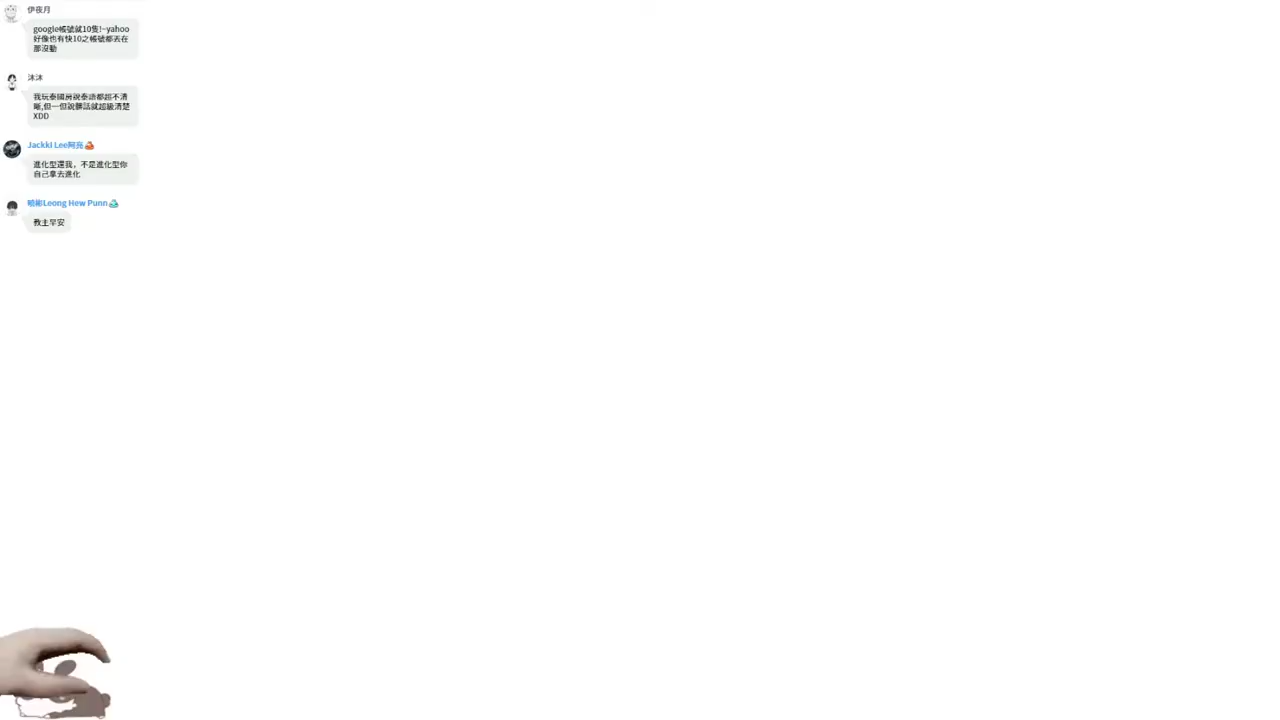 伊夜月
google帳號就10隻!~yahoo
好像也有快10之帳號都丟在
那沒動
沐沐
我玩泰國房說泰語都超不清
晰,但一但說髒話就超級清楚
XDD
Jackki Lee阿亮
進化型還我，不是進化型你
自己拿去進化
Leong Hew Punn
教主早安